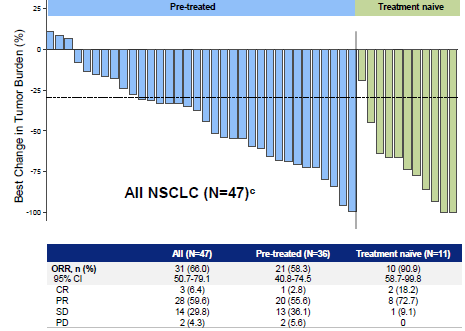 Pre-treated Treatment naive
25
0
-25
-50
-75
-100
Best Change in Tumor Burden (%)
All NSCLC (N=47)ᶜ
All (N=47) Pre-treated (N=36) Treatment naïve (N=11)
ORR, n (%) 31 (66.0) 21 (58.3) 10 (90.9)
95% CI 50.7-79.1 40.8-74.5 58.7-99.8
CR 3 (6.4) 1 (2.8) 2 (18.2)
PR 28 (59.6) 20 (55.6) 8 (72.7)
SD 14 (29.8) 13 (36.1) 1 (9.1)
PD 2 (4.3) 2 (5.6) 0